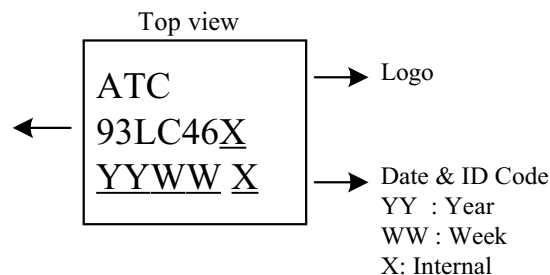 Top view
ATC
93LC46X
YYWW X
Logo
Date & ID Code
YY : Year
WW : Week
X: Internal